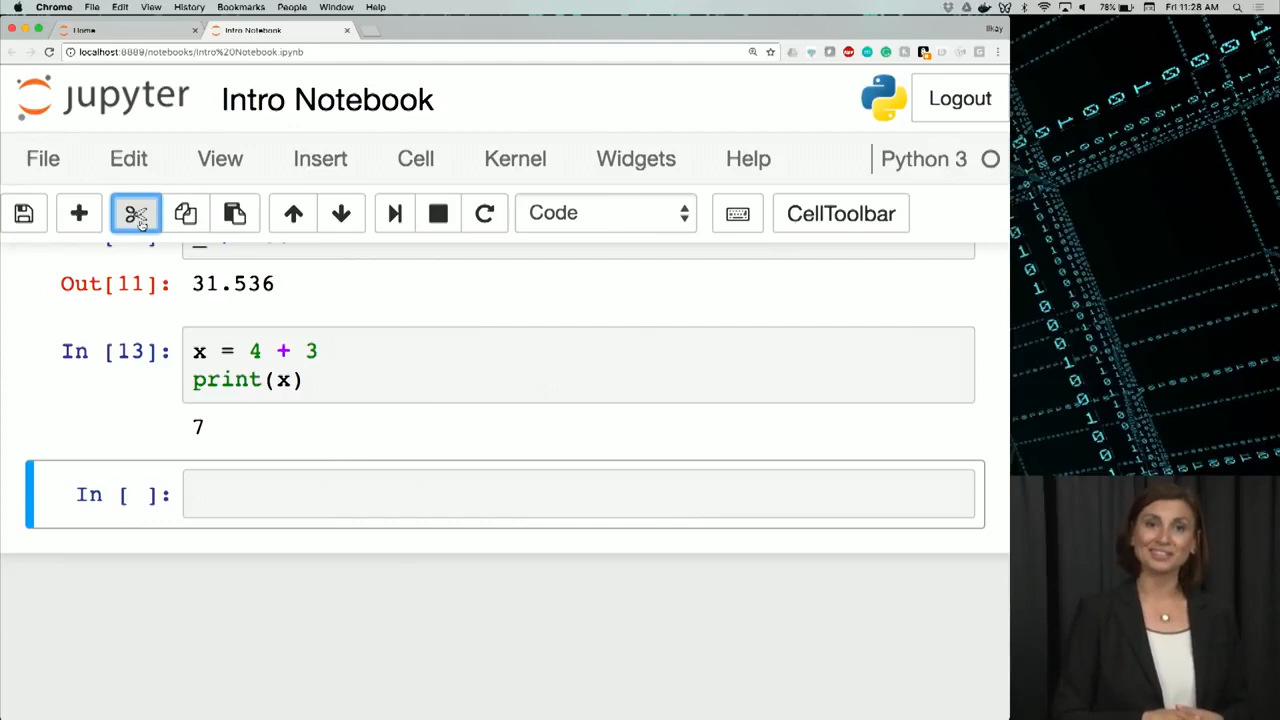 Chrome File Edit View History Bookmarks People Window Help 78% Fri 11:28 AM
Home Intro Notebook Ilkay
localhost:8889/notebooks/Intro%20Notebook.ipynb
jupyter Intro Notebook Logout
File Edit View Insert Cell Kernel Widgets Help Python 3
Code CellToolbar
Out[11]: 31.536
In [13]: x = 4 + 3
print(x)
7
In [ ]: